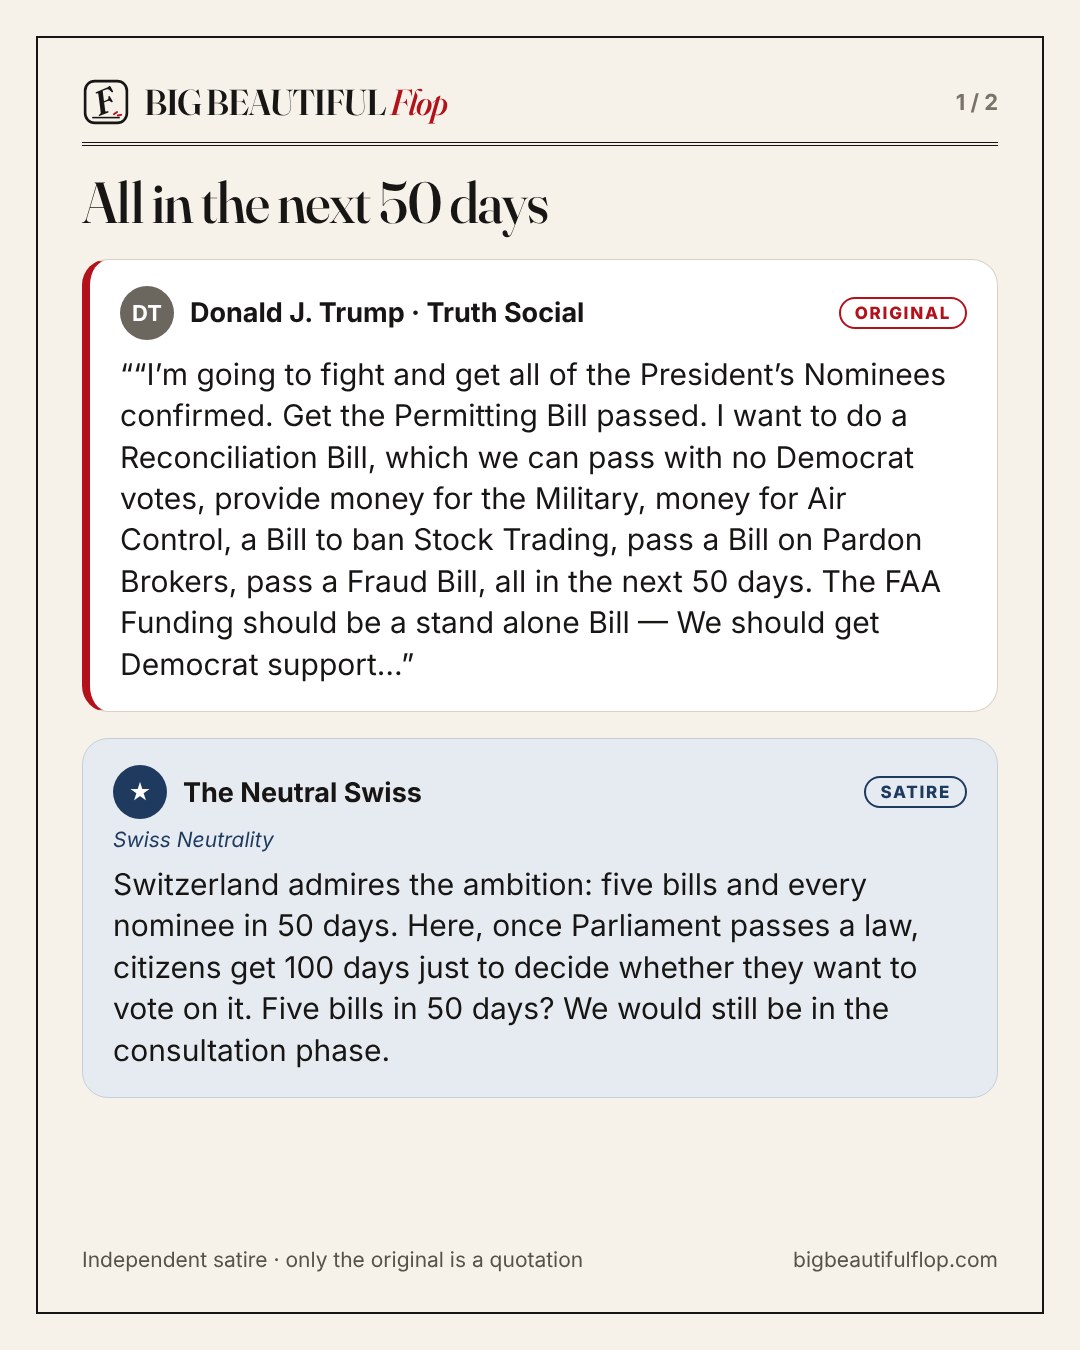 F
BIG BEAUTIFUL Flop
1 / 2
All in the next 50 days
DT
Donald J. Trump · Truth Social
ORIGINAL
““I’m going to fight and get all of the President’s Nominees
confirmed. Get the Permitting Bill passed. I want to do a
Reconciliation Bill, which we can pass with no Democrat
votes, provide money for the Military, money for Air
Control, a Bill to ban Stock Trading, pass a Bill on Pardon
Brokers, pass a Fraud Bill, all in the next 50 days. The FAA
Funding should be a stand alone Bill — We should get
Democrat support...”
The Neutral Swiss
SATIRE
Swiss Neutrality
Switzerland admires the ambition: five bills and every
nominee in 50 days. Here, once Parliament passes a law,
citizens get 100 days just to decide whether they want to
vote on it. Five bills in 50 days? We would still be in the
consultation phase.
Independent satire · only the original is a quotation
bigbeautifulflop.com